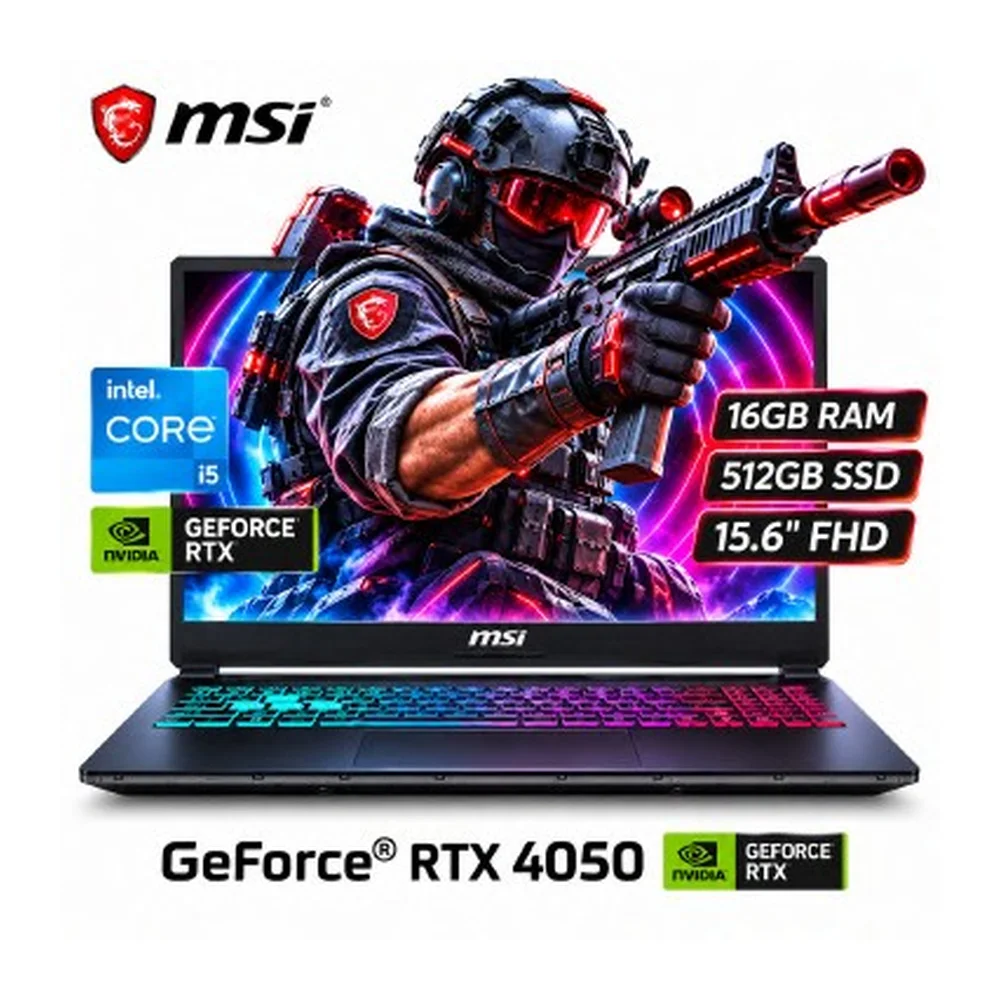 msi®
intel.
CORE™
i5
16GB RAM
512GB SSD
15.6" FHD
NVIDIA
GEFORCE
RTX
msi
GeForce® RTX 4050
NVIDIA
GEFORCE
RTX